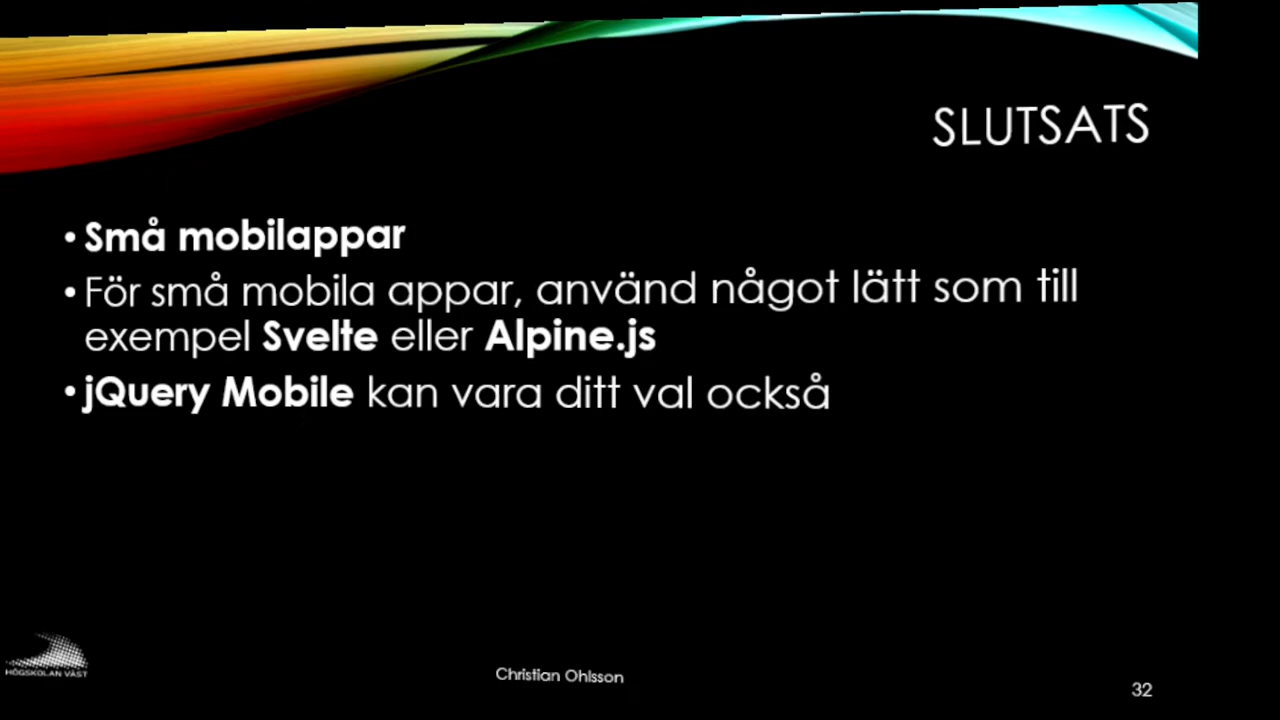 SLUTSATS
• Små mobilappar
• För små mobila appar, använd något lätt som till
exempel Svelte eller Alpine.js
• jQuery Mobile kan vara ditt val också
HÖGSKOLAN VÄST
Christian Ohlsson
32